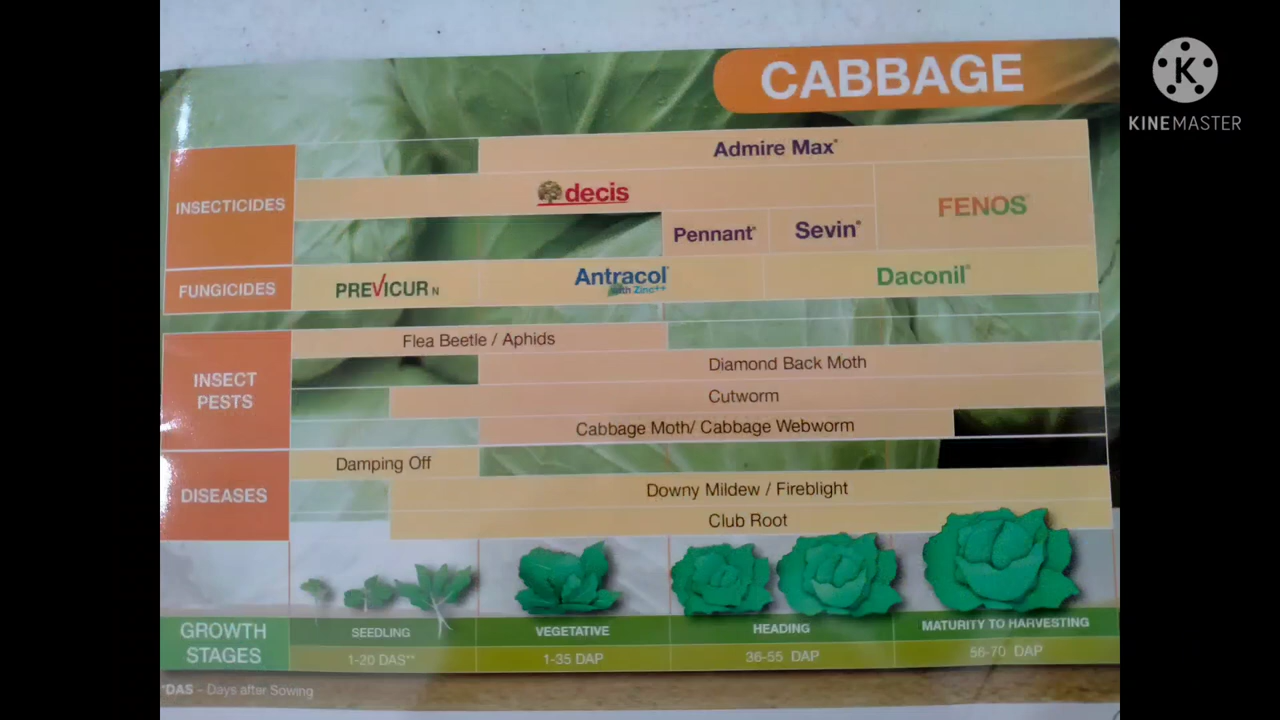 CABBAGE
KINEMASTER
INSECTICIDES
Admire Max®
decis
Pennant®
Sevin®
FENOS
FUNGICIDES
PREVICUR N
Antracol®
with Zinc++
Daconil®
INSECT
PESTS
Flea Beetle / Aphids
Diamond Back Moth
Cutworm
Cabbage Moth/ Cabbage Webworm
DISEASES
Damping Off
Downy Mildew / Fireblight
Club Root
GROWTH
STAGES
SEEDLING
VEGETATIVE
HEADING
MATURITY TO HARVESTING
1-20 DAS**
1-35 DAP
36-55 DAP
56-70 DAP
*DAS - Days after Sowing